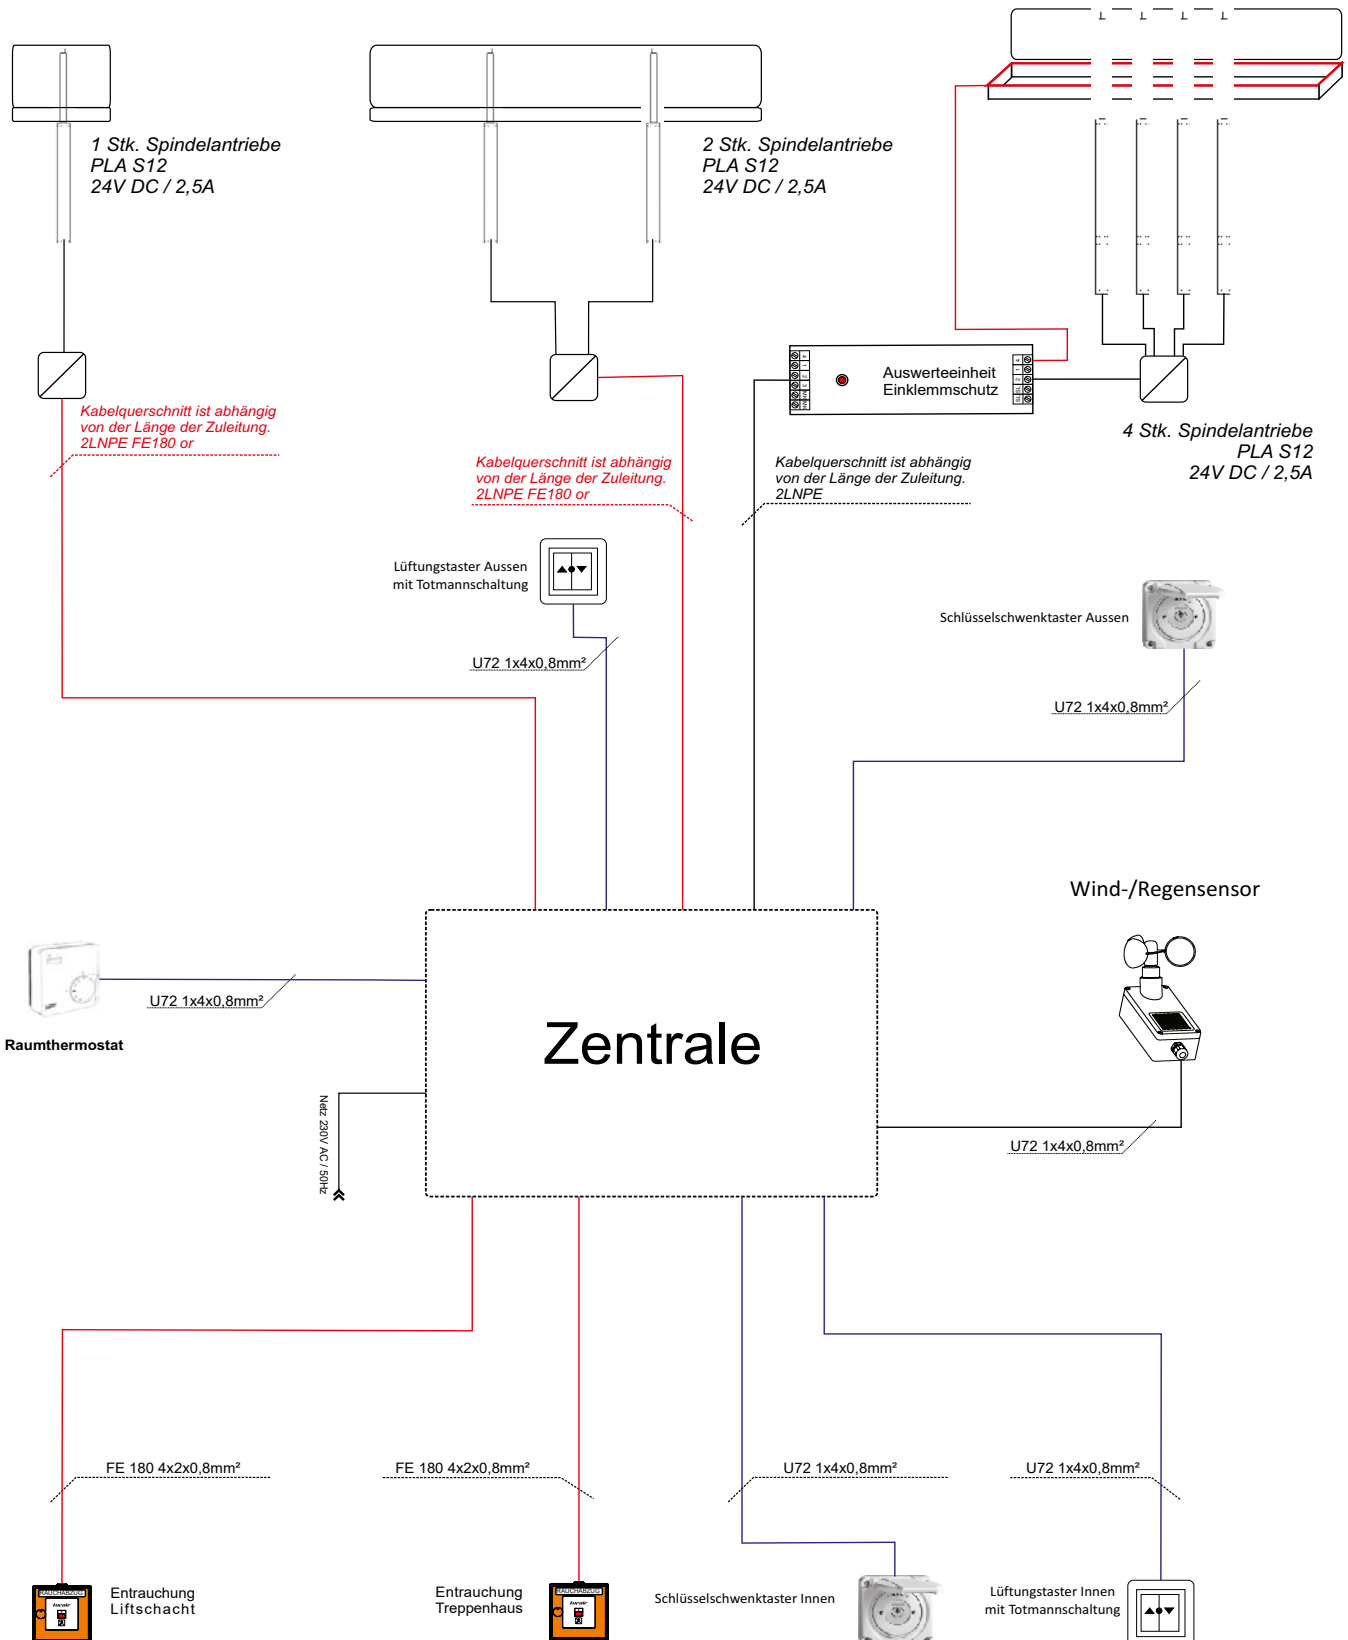 1 Stk. Spindelantriebe
PLA S12
24V DC / 2,5A
2 Stk. Spindelantriebe
PLA S12
24V DC / 2,5A
Auswerteeinheit
Einklemmschutz
4 Stk. Spindelantriebe
PLA S12
24V DC / 2,5A
Kabelquerschnitt ist abhängig
von der Länge der Zuleitung.
2LNPE FE180 or
Kabelquerschnitt ist abhängig
von der Länge der Zuleitung.
2LNPE FE180 or
Kabelquerschnitt ist abhängig
von der Länge der Zuleitung.
2LNPE
Lüftungstaster Aussen
mit Totmannschaltung
U72 1x4x0,8mm²
Schlüsselschwenktaster Aussen
U72 1x4x0,8mm²
Wind-/Regensensor
U72 1x4x0,8mm²
Raumthermostat
Zentrale
Netz 230V AC / 50Hz
U72 1x4x0,8mm²
FE 180 4x2x0,8mm²
FE 180 4x2x0,8mm²
U72 1x4x0,8mm²
U72 1x4x0,8mm²
RAUCHABZUG
Entrauchung
Liftschacht
Entrauchung
Treppenhaus
RAUCHABZUG
Schlüsselschwenktaster Innen
Lüftungstaster Innen
mit Totmannschaltung